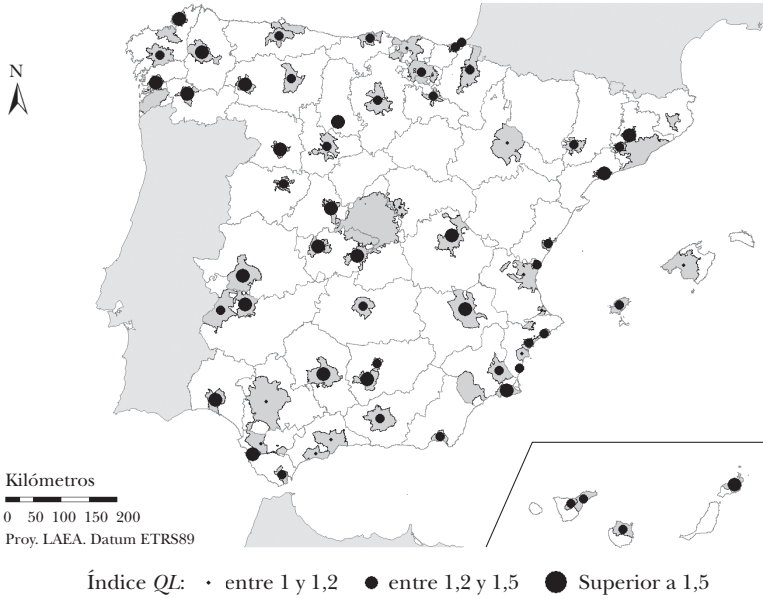 N
Kilómetros
0 50 100 150 200
Proy. LAEA. Datum ETRS89
Índice QL: entre 1 y 1,2 entre 1,2 y 1,5 Superior a 1,5